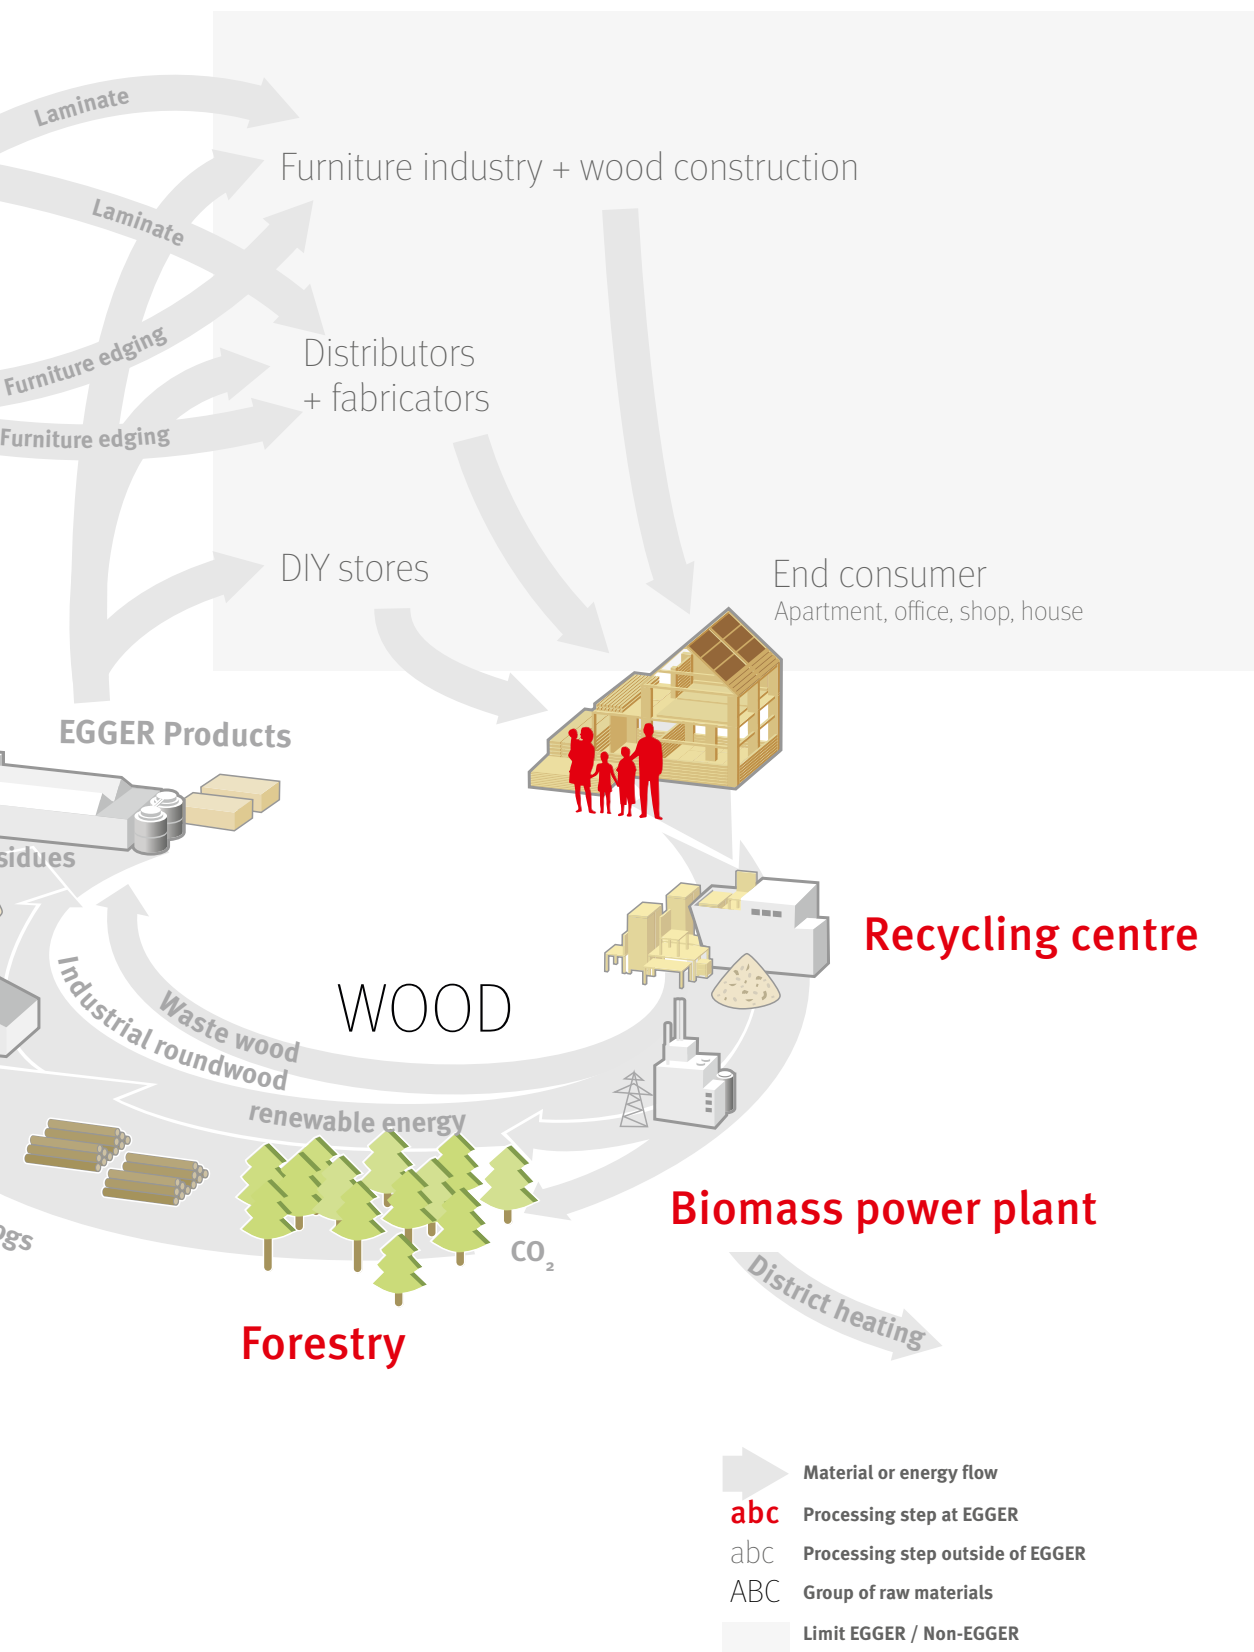 Laminate
Furniture industry + wood construction
Laminate
Furniture edging
Distributors
+ fabricators
Furniture edging
DIY stores
End consumer
Apartment, office, shop, house
EGGER Products
sidues
Recycling centre
WOOD
Waste wood
Industrial roundwood
renewable energy
Biomass power plant
ogs
CO₂
District heating
Forestry
Material or energy flow
abc Processing step at EGGER
abc Processing step outside of EGGER
ABC Group of raw materials
Limit EGGER / Non-EGGER